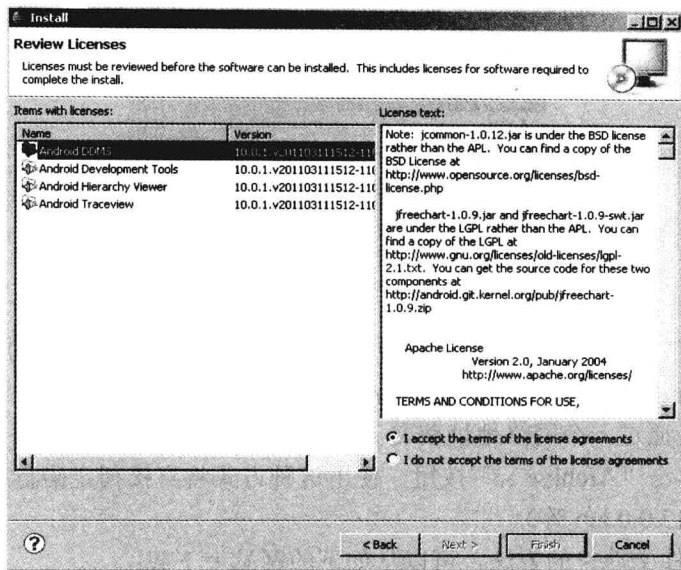 Install
Review Licenses
Licenses must be reviewed before the software can be installed. This includes licenses for software required to
complete the install.
Items with licenses:
Name Version
Android DDMS 10.0.1.v201103111512-110
Android Development Tools 10.0.1.v201103111512-110
Android Hierarchy Viewer 10.0.1.v201103111512-110
Android Traceview 10.0.1.v201103111512-110
License text:
Note: jcommon-1.0.12.jar is under the BSD license
rather than the APL. You can find a copy of the
BSD License at
http://www.opensource.org/licenses/bsd-
license.php
jfreechart-1.0.9.jar and jfreechart-1.0.9-swt.jar
are under the LGPL rather than the APL. You can
find a copy of the LGPL at
http://www.gnu.org/licenses/old-licenses/lgpl-
2.1.txt. You can get the source code for these two
components at
http://android.git.kernel.org/pub/jfreechart-
1.0.9.zip
Apache License
Version 2.0, January 2004
http://www.apache.org/licenses/
TERMS AND CONDITIONS FOR USE,
I accept the terms of the license agreements
I do not accept the terms of the license agreements
? < Back Next > Finish Cancel